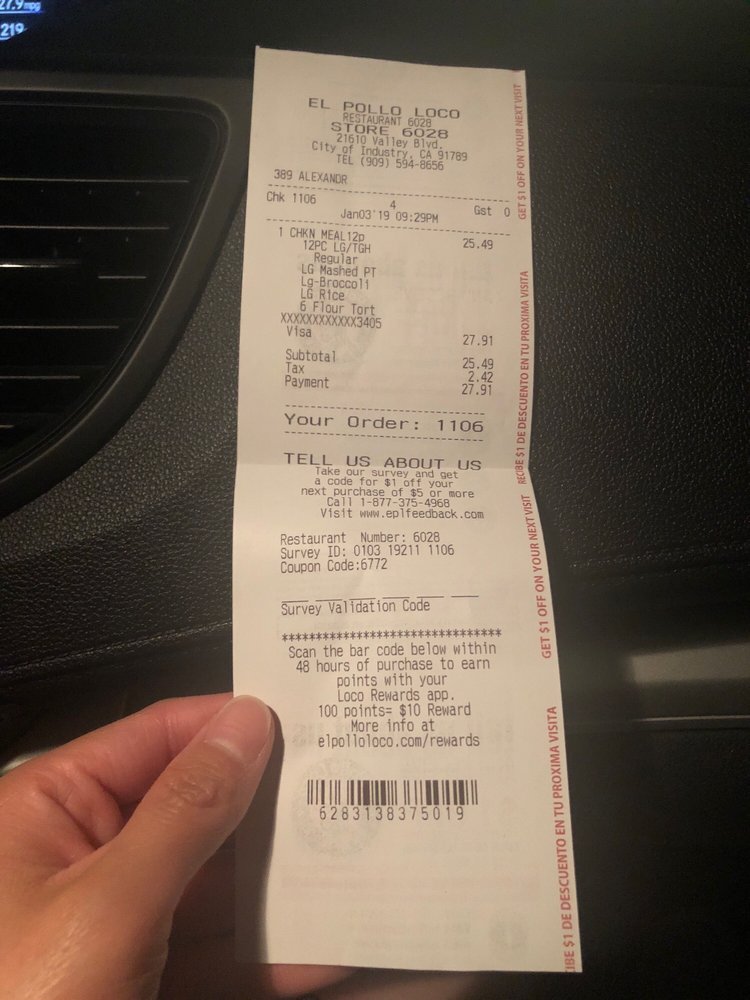 27.9 mpg
219
EL POLLO LOCO
RESTAURANT 6028
STORE 6028
21610 Valley Blvd.
City of Industry, CA 91789
TEL (909) 594-8656
389 ALEXANDR
Chk 1106 4 Gst 0
Jan03'19 09:29PM
1 CHKN MEAL12p 25.49
12PC LG/TGH
Regular
LG Mashed PT
Lg-Broccoli
LG Rice
6 Flour Tort
XXXXXXXXXXXX3405
Visa 27.91
Subtotal 25.49
Tax 2.42
Payment 27.91
Your Order: 1106
TELL US ABOUT US
Take our survey and get
a code for $1 off your
next purchase of $5 or more
Call 1-877-375-4968
Visit www.eplfeedback.com
Restaurant Number: 6028
Survey ID: 0103 19211 1106
Coupon Code:6772
Survey Validation Code
*********************************
Scan the bar code below within
48 hours of purchase to earn
points with your
Loco Rewards app.
100 points= $10 Reward
More info at
elpolloloco.com/rewards
6283138375019
GET $1 OFF ON YOUR NEXT VISIT
RECIBE $1 DE DESCUENTO EN TU PROXIMA VISITA
GET $1 OFF ON YOUR NEXT VISIT
IBE $1 DE DESCUENTO EN TU PROXIMA VISITA